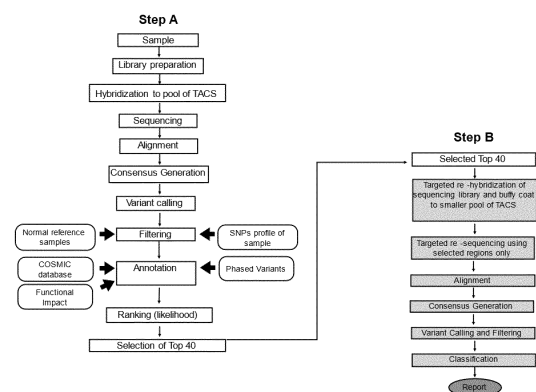 Step A
Sample
Library preparation
Hybridization to pool of TACS
Sequencing
Alignment
Consensus Generation
Variant calling
Normal reference
samples
Filtering
SNPs profile of
sample
COSMIC
database
Annotation
Phased Variants
Functional
Impact
Ranking (likelihood)
Selection of Top 40
Step B
Selected Top 40
Targeted re -hybridization of
sequencing library and buffy coat
to smaller pool of TACS
Targeted re -sequencing using
selected regions only
Alignment
Consensus Generation
Variant Calling and Filtering
Classification
Report